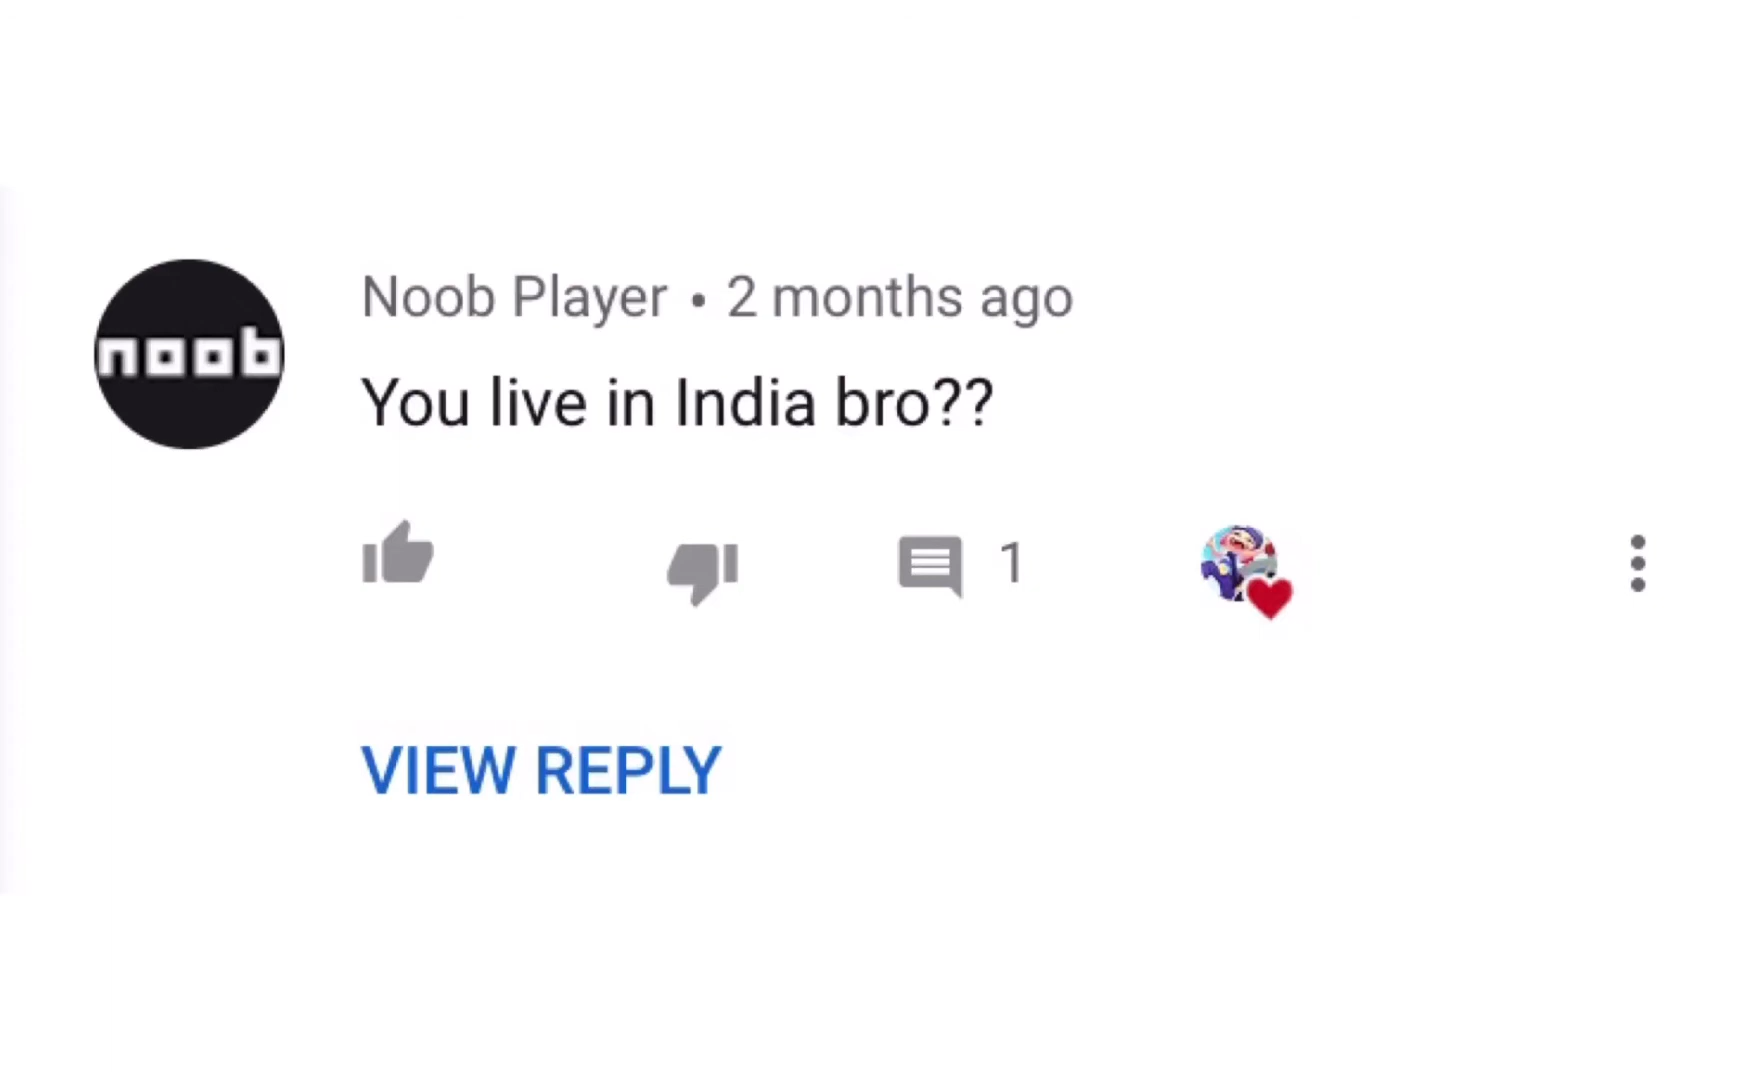 noob
Noob Player • 2 months ago
You live in India bro??
1
VIEW REPLY